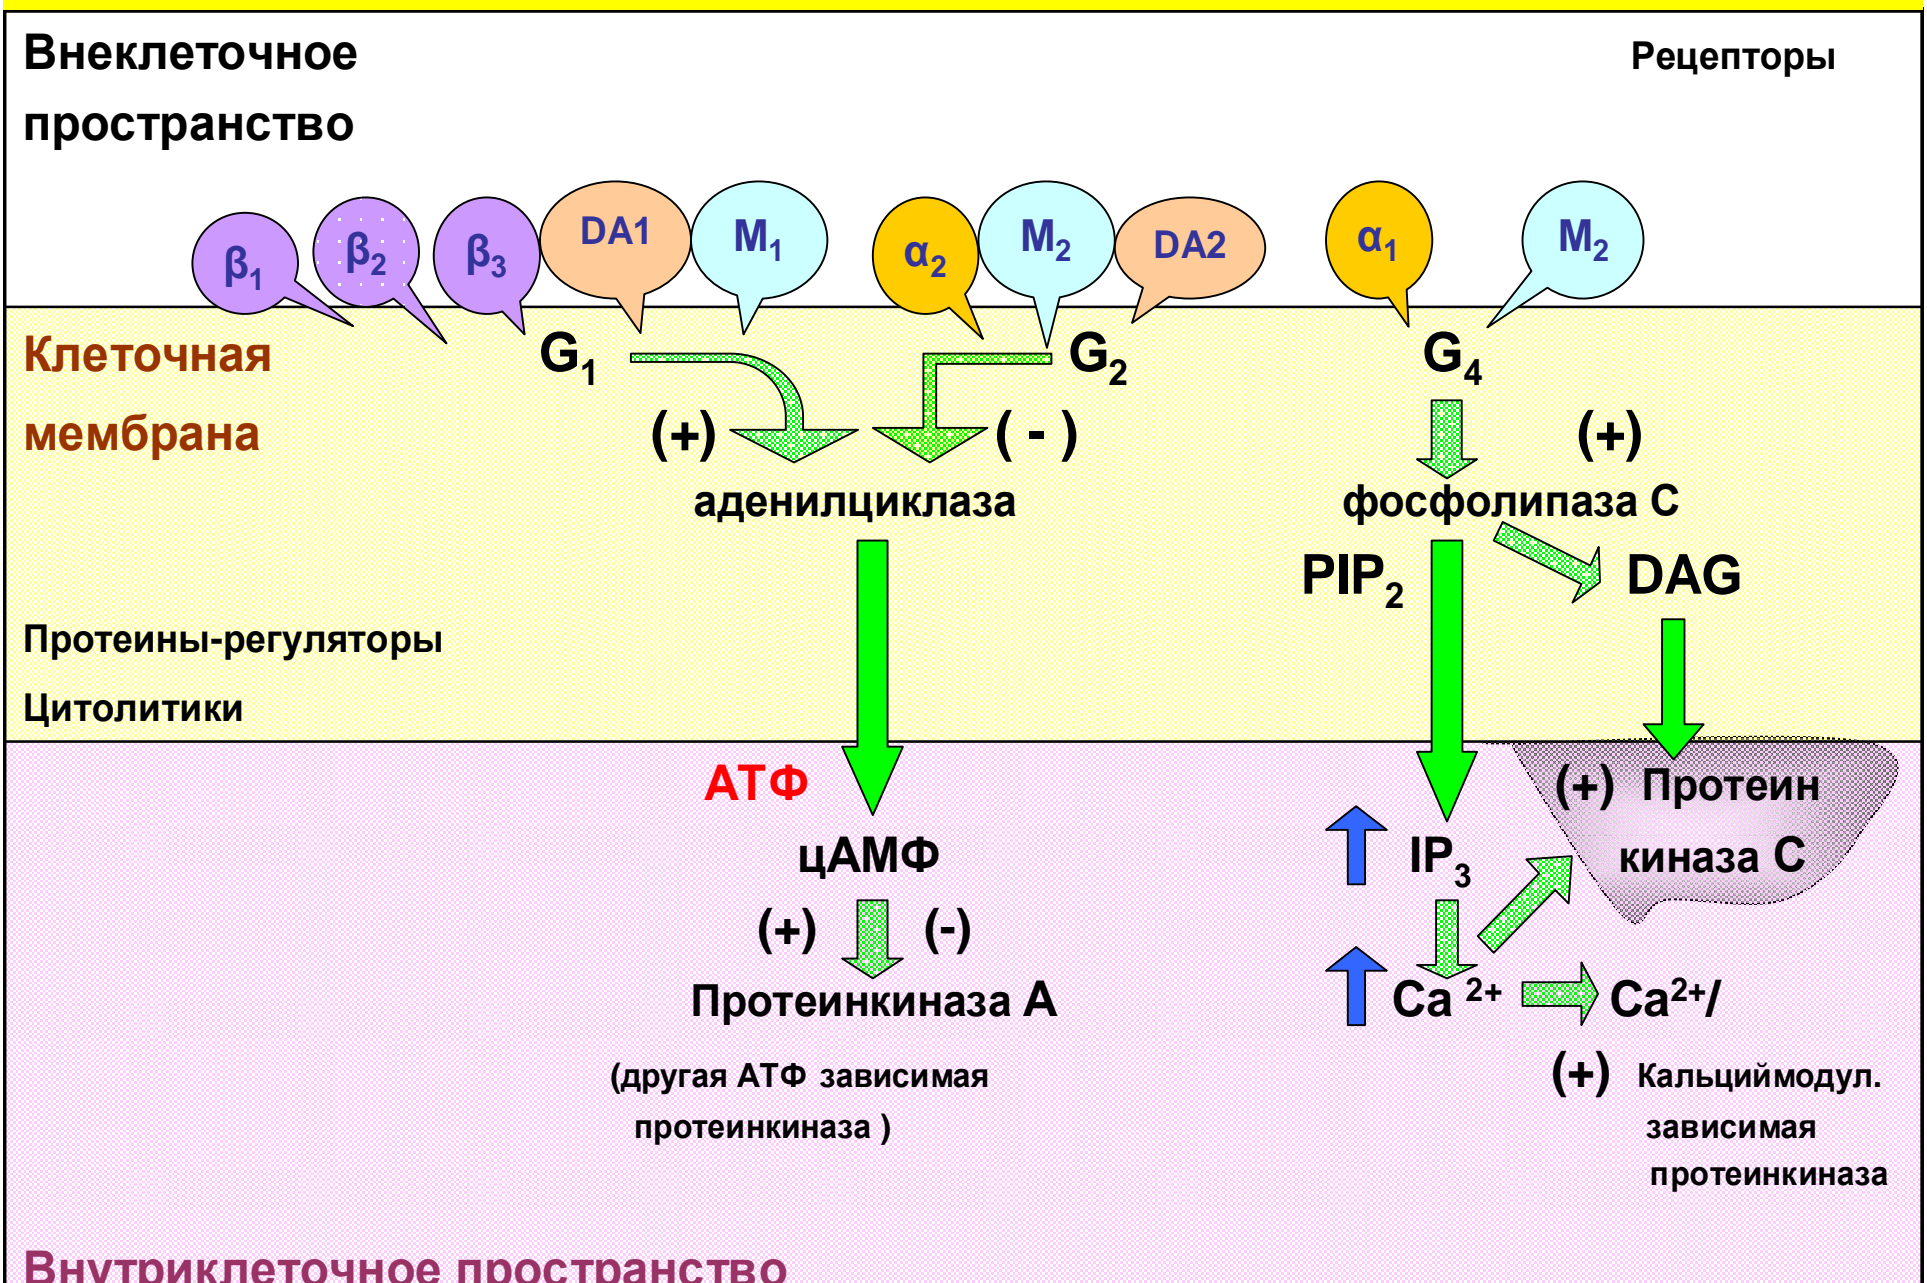 Внеклеточное
пространство
Рецепторы
β1
β2
β3
DA1
M1
α2
M2
DA2
α1
M2
Клеточная
мембрана
G1
G2
G4
(+)
( - )
(+)
аденилциклаза
фосфолипаза С
PIP2
DAG
Протеины-регуляторы
Цитолитики
АТФ
(+) Протеин
киназа С
цАМФ
IP3
(+)
(-)
Протеинкиназа А
Ca 2+
Ca2+/
(другая АТФ зависимая
протеинкиназа )
(+) Кальциймодул.
зависимая
протеинкиназа
Внутриклеточное пространство